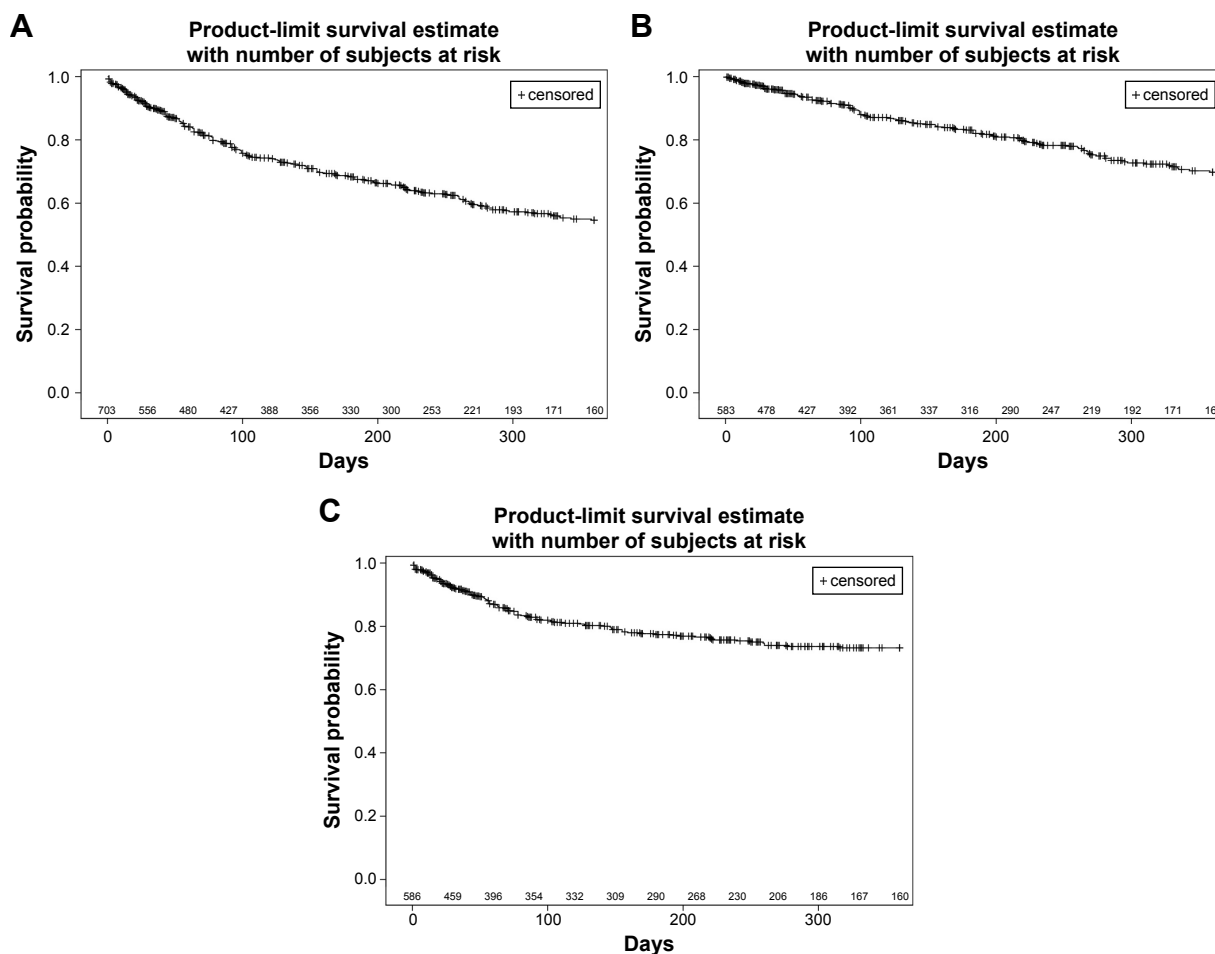 A
Product-limit survival estimate
with number of subjects at risk
+ censored
Survival probability
1.0
0.8
0.6
0.4
0.2
0.0
703 556 480 427 388 356 330 300 253 221 193 171 160
0 100 200 300
Days
B
Product-limit survival estimate
with number of subjects at risk
+ censored
Survival probability
1.0
0.8
0.6
0.4
0.2
0.0
583 478 427 392 361 337 316 290 247 219 192 171
0 100 200 300
Days
C
Product-limit survival estimate
with number of subjects at risk
+ censored
Survival probability
1.0
0.8
0.6
0.4
0.2
0.0
586 459 396 354 332 309 290 268 230 206 186 167 160
0 100 200 300
Days